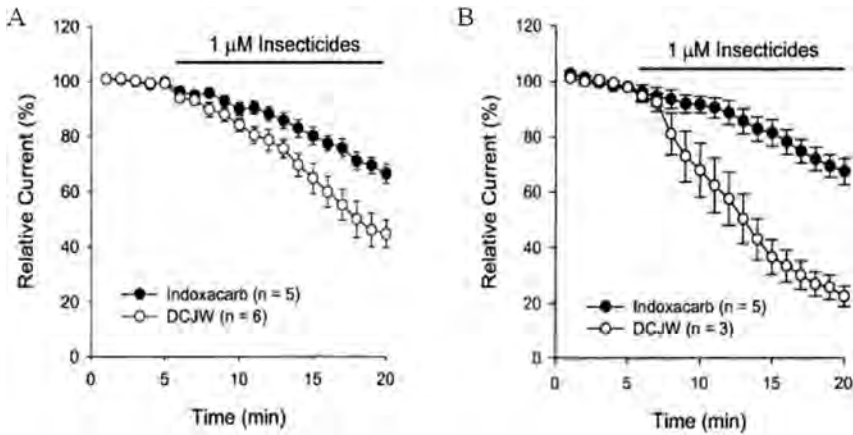 A
120
100
80
60
40
20
0
Relative Current (%)
1 μM Insecticides
Indoxacarb (n = 5)
DCJW (n = 6)
0 5 10 15 20
Time (min)
B
120
100
80
60
40
20
0
Relative Current (%)
1 μM Insecticides
Indoxacarb (n = 5)
DCJW (n = 3)
0 5 10 15 20
Time (min)